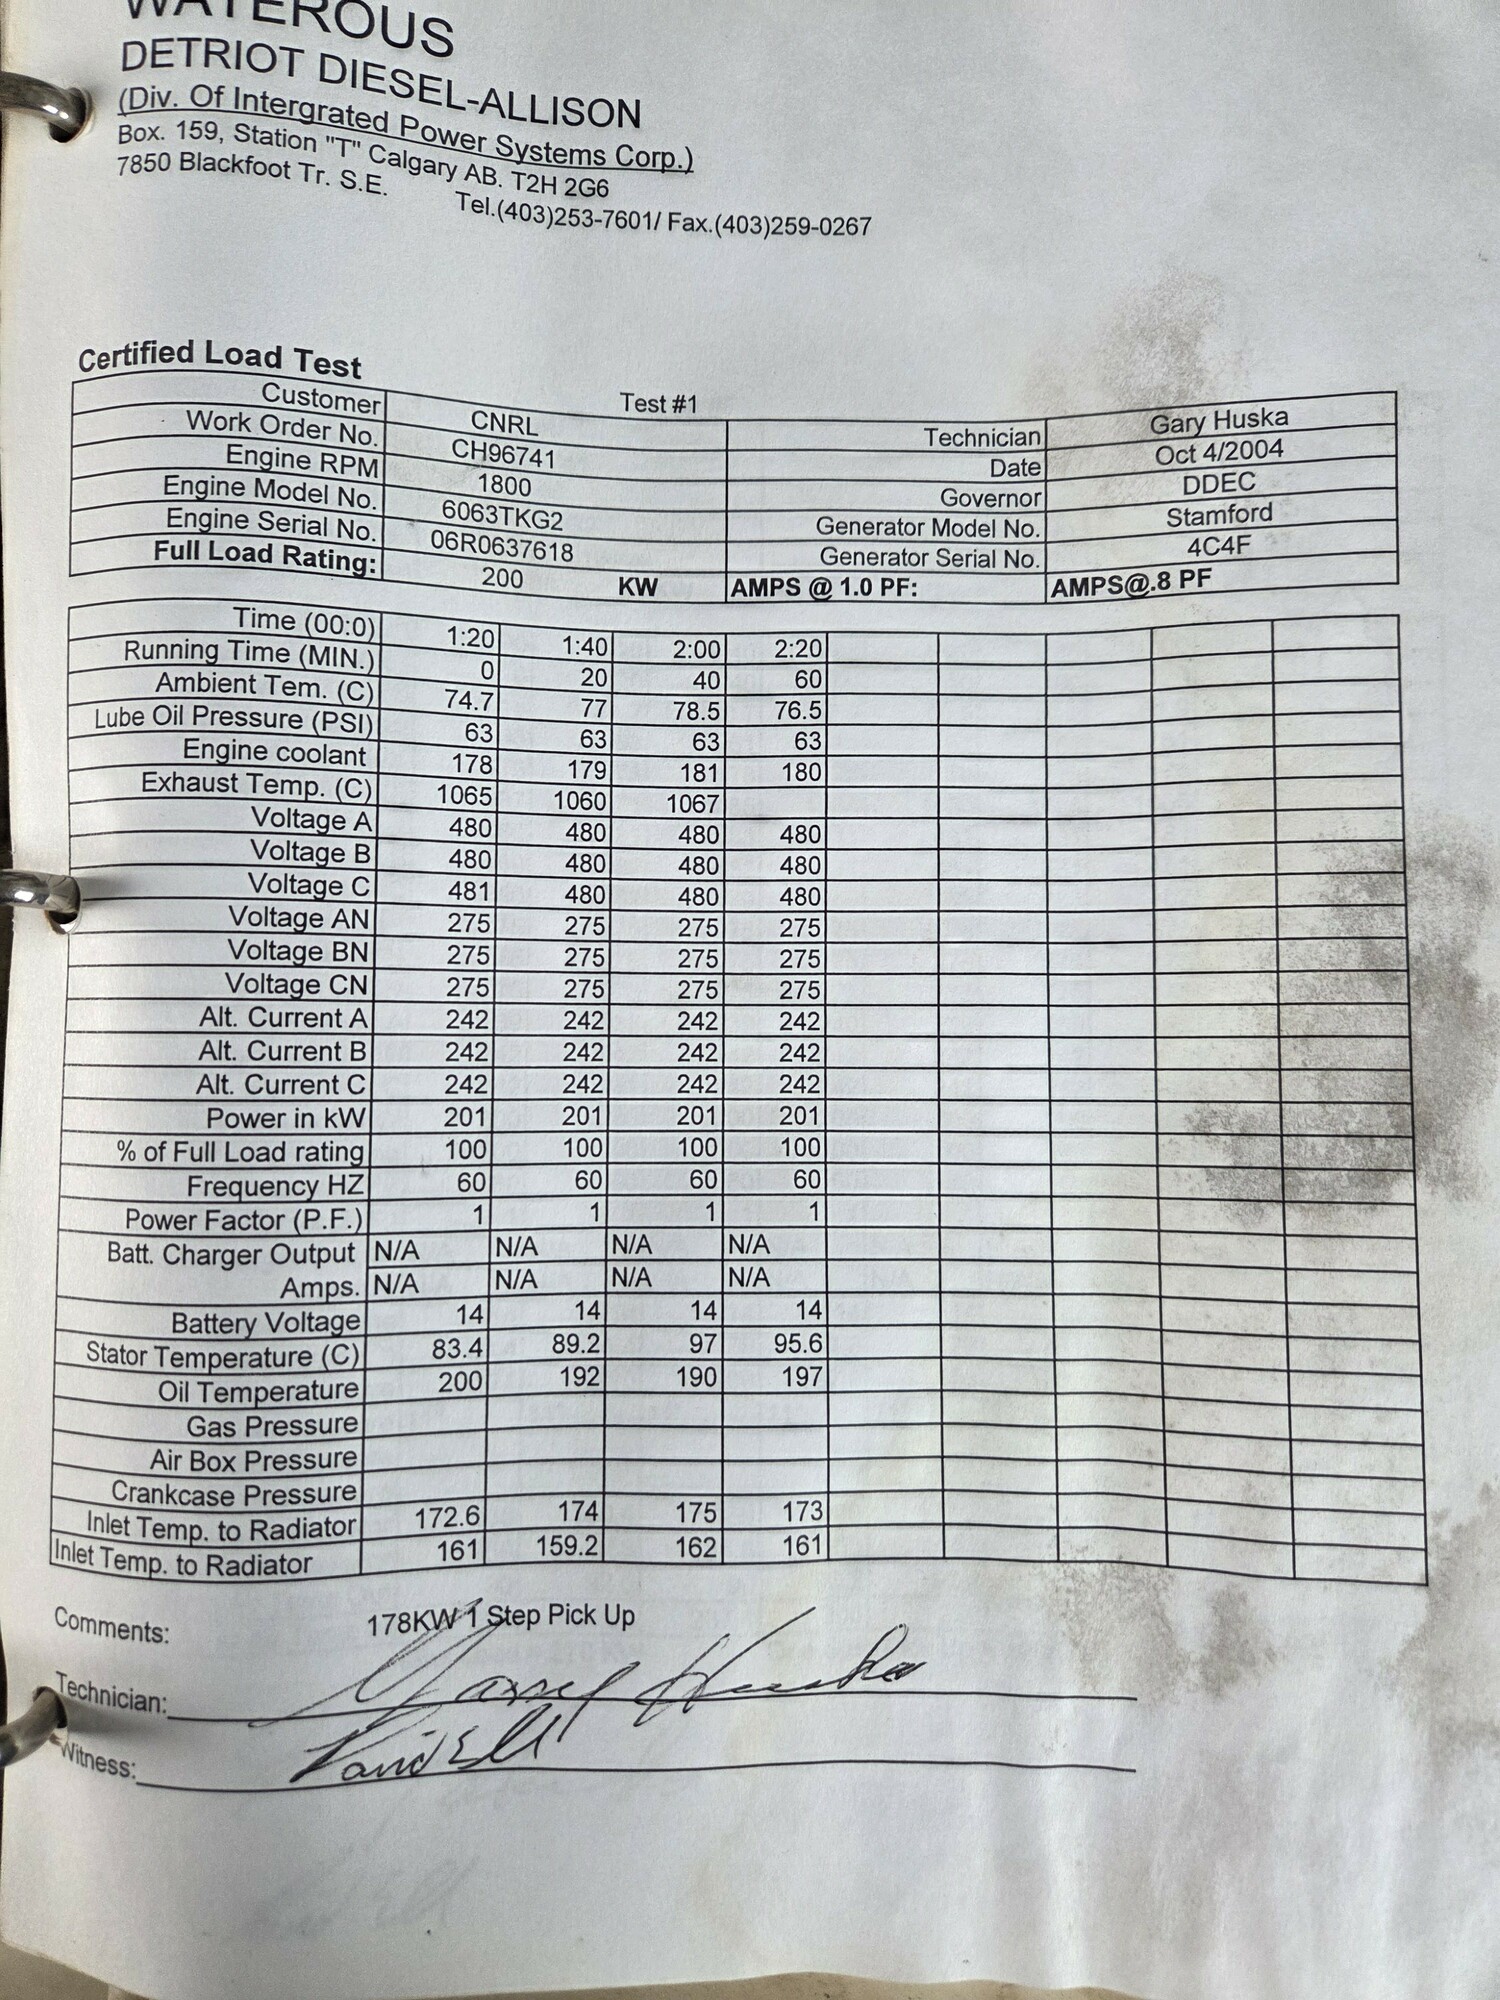 WATEROUS
DETRIOT DIESEL-ALLISON
(Div. Of Intergrated Power Systems Corp.)
Box. 159, Station "T" Calgary AB. T2H 2G6
7850 Blackfoot Tr. S.E. Tel.(403)253-7601/ Fax.(403)259-0267
Certified Load Test
Test #1
Customer CNRL Technician Gary Huska
Work Order No. CH96741 Date Oct 4/2004
Engine RPM 1800 Governor DDEC
Engine Model No. 6063TKG2 Generator Model No. Stamford
Engine Serial No. 06R0637618 Generator Serial No. 4C4F
Full Load Rating: 200 KW AMPS @ 1.0 PF: AMPS@.8 PF
Time (00:0) 1:20 1:40 2:00 2:20
Running Time (MIN.) 0 20 40 60
Ambient Tem. (C) 74.7 77 78.5 76.5
Lube Oil Pressure (PSI) 63 63 63 63
Engine coolant 178 179 181 180
Exhaust Temp. (C) 1065 1060 1067
Voltage A 480 480 480 480
Voltage B 480 480 480 480
Voltage C 481 480 480 480
Voltage AN 275 275 275 275
Voltage BN 275 275 275 275
Voltage CN 275 275 275 275
Alt. Current A 242 242 242 242
Alt. Current B 242 242 242 242
Alt. Current C 242 242 242 242
Power in kW 201 201 201 201
% of Full Load rating 100 100 100 100
Frequency HZ 60 60 60 60
Power Factor (P.F.) 1 1 1 1
Batt. Charger Output N/A N/A N/A N/A
Amps. N/A N/A N/A N/A
Battery Voltage 14 14 14 14
Stator Temperature (C) 83.4 89.2 97 95.6
Oil Temperature 200 192 190 197
Gas Pressure
Air Box Pressure
Crankcase Pressure
Inlet Temp. to Radiator 172.6 174 175 173
Inlet Temp. to Radiator 161 159.2 162 161
Comments: 178KW 1 Step Pick Up
Technician: Huska
Witness: David